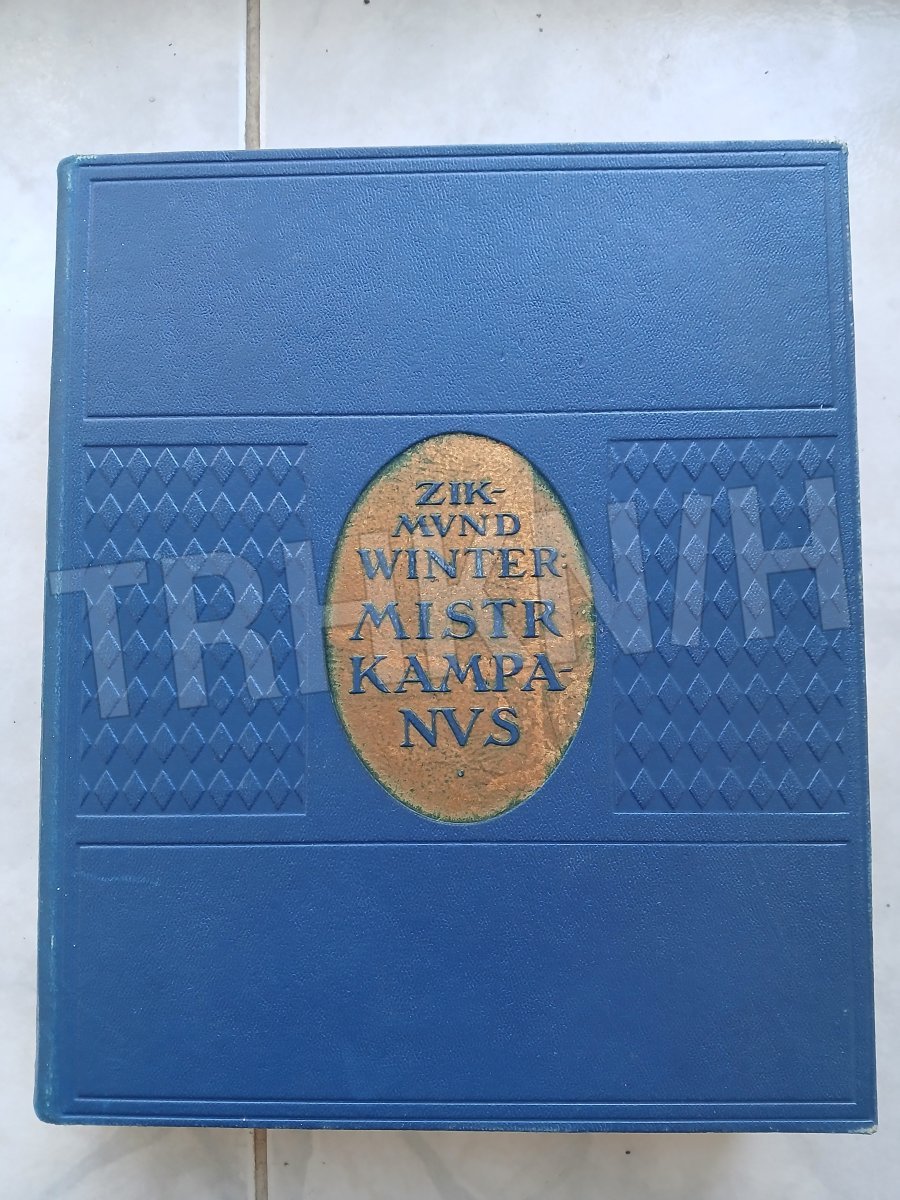 ZIK-
MVND
WINTER:
MISTR
KAMPA-
NVS